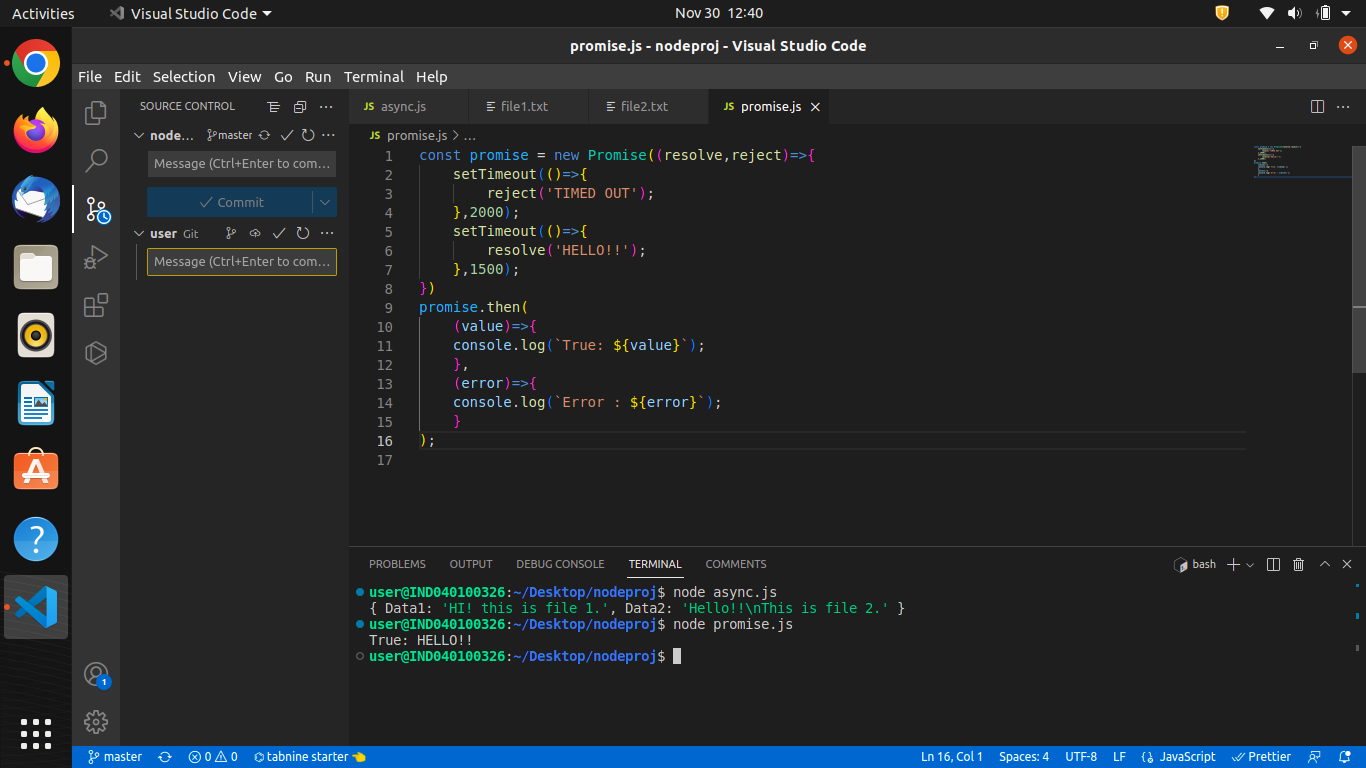 Activities
Visual Studio Code
Nov 30 12:40
promise.js - nodeproj - Visual Studio Code
File Edit Selection View Go Run Terminal Help
SOURCE CONTROL
node... master
Message (Ctrl+Enter to com...
Commit
user Git
Message (Ctrl+Enter to com...
JS async.js
file1.txt
file2.txt
JS promise.js
JS promise.js > ...
1 const promise = new Promise((resolve,reject)=>{
2     setTimeout(()=>{
3         reject('TIMED OUT');
4     },2000);
5     setTimeout(()=>{
6         resolve('HELLO!!');
7     },1500);
8 })
9 promise.then(
10     (value)=>{
11     console.log(`True: ${value}`);
12     },
13     (error)=>{
14     console.log(`Error : ${error}`);
15     }
16 );
17
PROBLEMS OUTPUT DEBUG CONSOLE TERMINAL COMMENTS
bash
user@IND040100326:~/Desktop/nodeproj$ node async.js
{ Data1: 'HI! this is file 1.', Data2: 'Hello!!\nThis is file 2.' }
user@IND040100326:~/Desktop/nodeproj$ node promise.js
True: HELLO!!
user@IND040100326:~/Desktop/nodeproj$
1
master
0 0
tabnine starter
Ln 16, Col 1
Spaces: 4
UTF-8
LF
JavaScript
Prettier